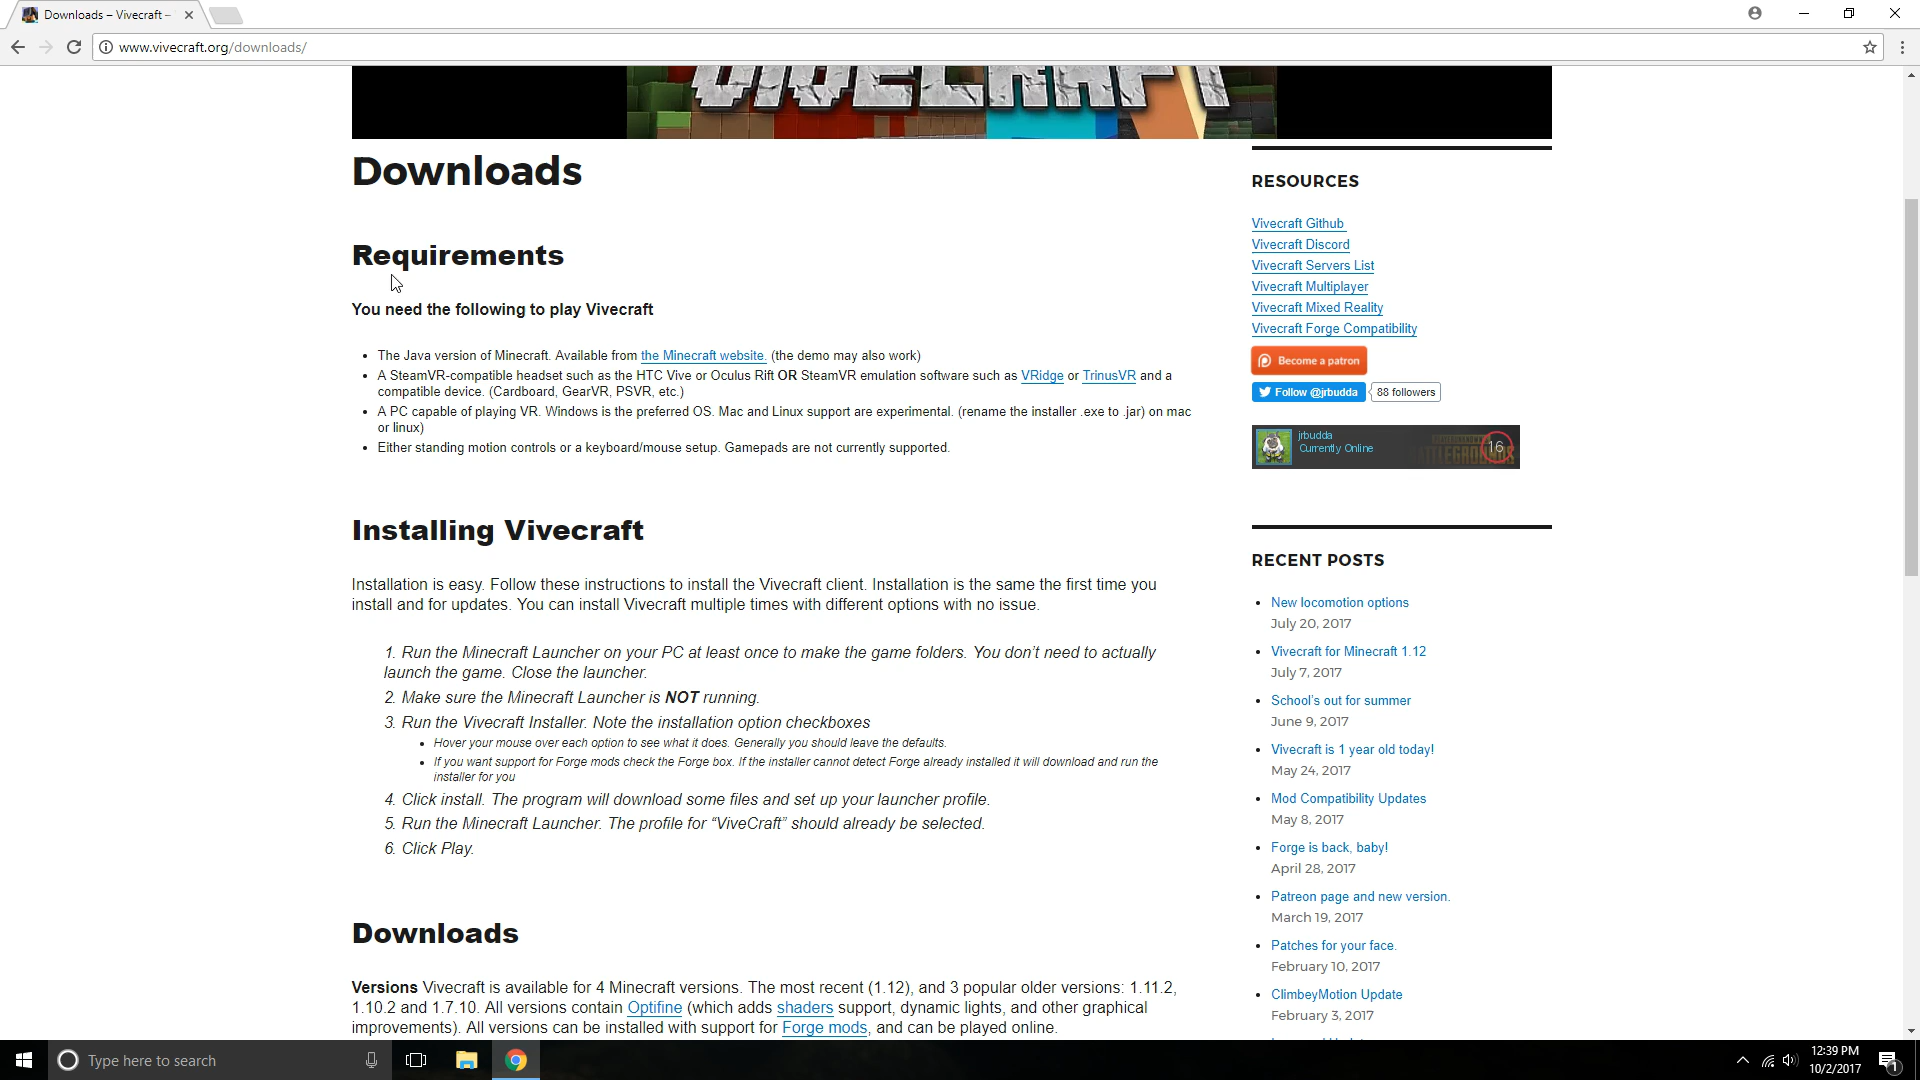 Downloads – Vivecraft –
www.vivecraft.org/downloads/
VIVECRAFT
Downloads
Requirements
You need the following to play Vivecraft
The Java version of Minecraft. Available from the Minecraft website. (the demo may also work)
A SteamVR-compatible headset such as the HTC Vive or Oculus Rift OR SteamVR emulation software such as VRidge or TrinusVR and a
compatible device. (Cardboard, GearVR, PSVR, etc.)
A PC capable of playing VR. Windows is the preferred OS. Mac and Linux support are experimental. (rename the installer .exe to .jar) on mac
or linux)
Either standing motion controls or a keyboard/mouse setup. Gamepads are not currently supported.
Installing Vivecraft
Installation is easy. Follow these instructions to install the Vivecraft client. Installation is the same the first time you
install and for updates. You can install Vivecraft multiple times with different options with no issue.
1. Run the Minecraft Launcher on your PC at least once to make the game folders. You don't need to actually
launch the game. Close the launcher.
2. Make sure the Minecraft Launcher is NOT running.
3. Run the Vivecraft Installer. Note the installation option checkboxes
Hover your mouse over each option to see what it does. Generally you should leave the defaults.
If you want support for Forge mods check the Forge box. If the installer cannot detect Forge already installed it will download and run the
installer for you
4. Click install. The program will download some files and set up your launcher profile.
5. Run the Minecraft Launcher. The profile for “ViveCraft” should already be selected.
6. Click Play.
Downloads
Versions Vivecraft is available for 4 Minecraft versions. The most recent (1.12), and 3 popular older versions: 1.11.2,
1.10.2 and 1.7.10. All versions contain Optifine (which adds shaders support, dynamic lights, and other graphical
improvements). All versions can be installed with support for Forge mods, and can be played online.
RESOURCES
Vivecraft Github
Vivecraft Discord
Vivecraft Servers List
Vivecraft Multiplayer
Vivecraft Mixed Reality
Vivecraft Forge Compatibility
Become a patron
Follow @jrbudda 88 followers
jrbudda
Currently Online
16
RECENT POSTS
New locomotion options
July 20, 2017
Vivecraft for Minecraft 1.12
July 7, 2017
School's out for summer
June 9, 2017
Vivecraft is 1 year old today!
May 24, 2017
Mod Compatibility Updates
May 8, 2017
Forge is back, baby!
April 28, 2017
Patreon page and new version.
March 19, 2017
Patches for your face.
February 10, 2017
ClimbeyMotion Update
February 3, 2017
Type here to search
12:39 PM
10/2/2017
1